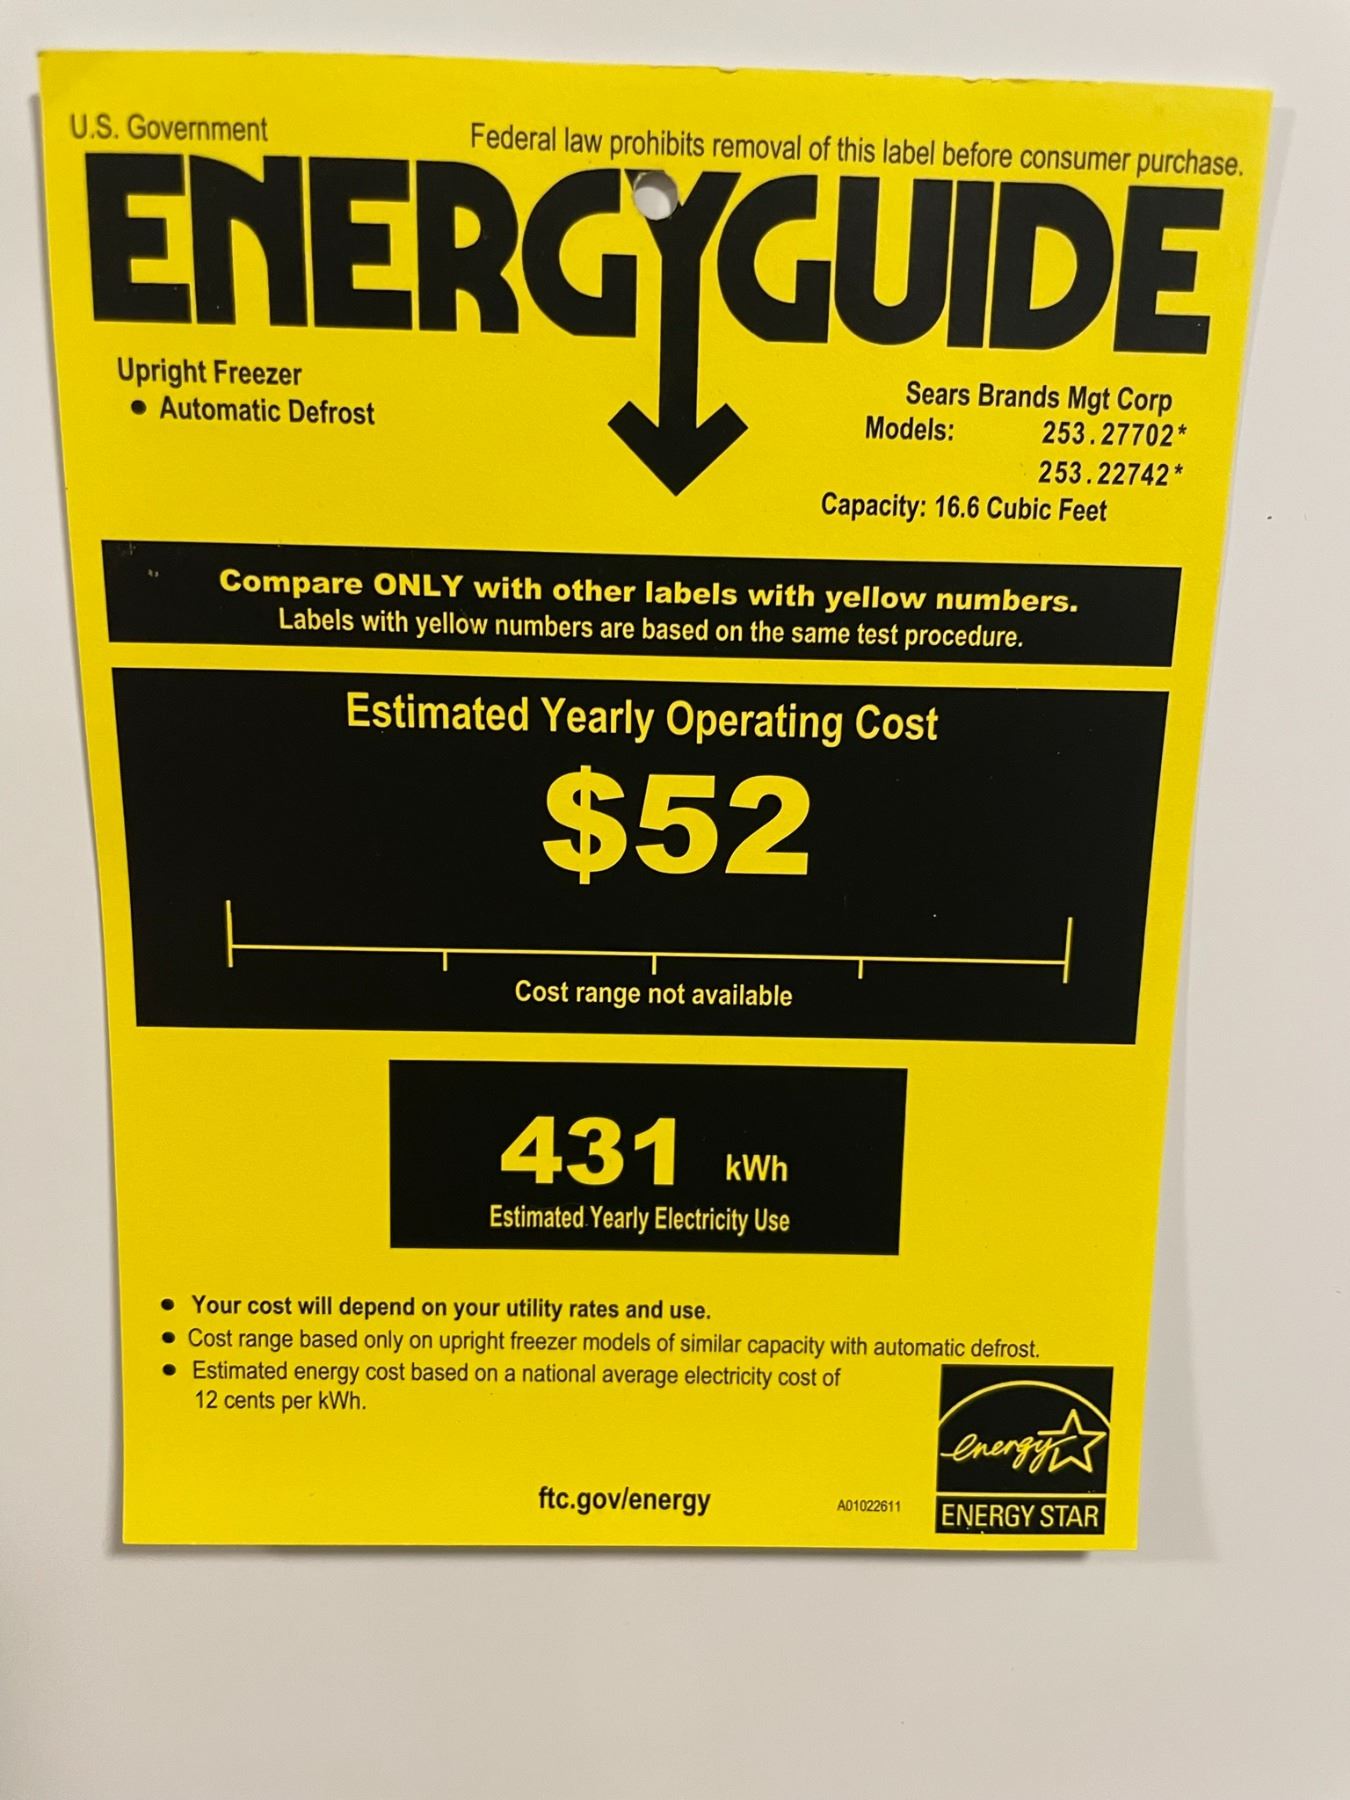 U.S. Government
Federal law prohibits removal of this label before consumer purchase.
ENERGYGUIDE
Upright Freezer
● Automatic Defrost
Sears Brands Mgt Corp
Models: 253.27702*
253.22742*
Capacity: 16.6 Cubic Feet
Compare ONLY with other labels with yellow numbers.
Labels with yellow numbers are based on the same test procedure.
Estimated Yearly Operating Cost
$52
Cost range not available
431 kWh
Estimated Yearly Electricity Use
● Your cost will depend on your utility rates and use.
● Cost range based only on upright freezer models of similar capacity with automatic defrost.
● Estimated energy cost based on a national average electricity cost of
12 cents per kWh.
energy
ftc.gov/energy
A01022611
ENERGY STAR